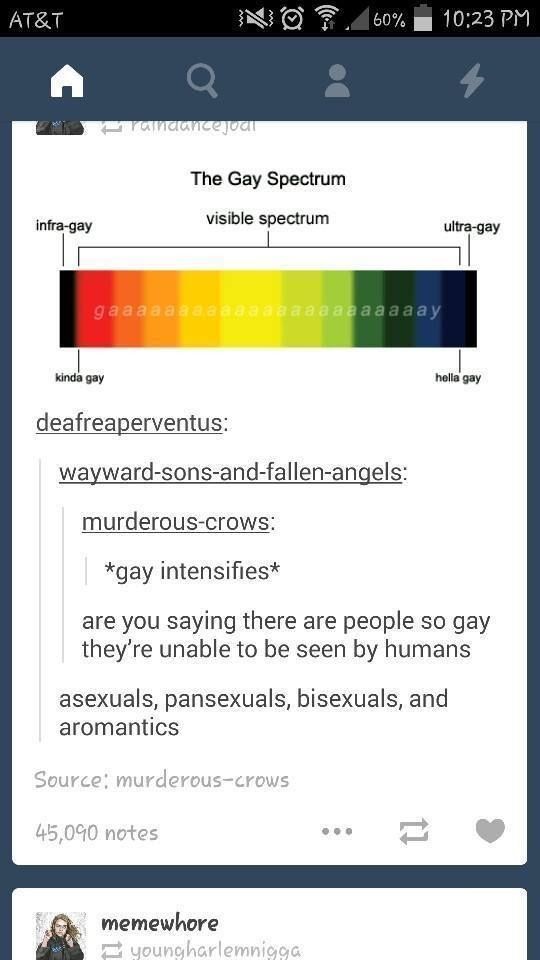 AT&T 60% 10:23 PM
raindancejodi
The Gay Spectrum
infra-gay visible spectrum ultra-gay
gaaaaaaaaaaaaaaaaaaaaaaaay
kinda gay hella gay
deafreaperventus:
wayward-sons-and-fallen-angels:
murderous-crows:
*gay intensifies*
are you saying there are people so gay
they're unable to be seen by humans
asexuals, pansexuals, bisexuals, and
aromantics
Source: murderous-crows
45,090 notes
memewhore
youngharlemnigga